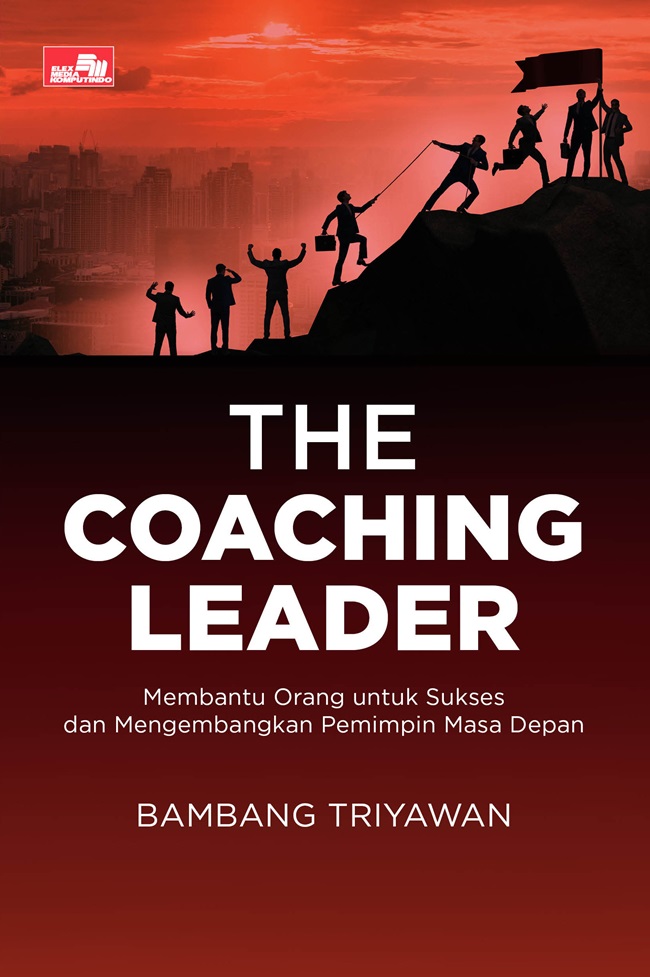 ELEX
MEDIA
KOMPUTINDO
THE
COACHING
LEADER
Membantu Orang untuk Sukses
dan Mengembangkan Pemimpin Masa Depan
BAMBANG TRIYAWAN